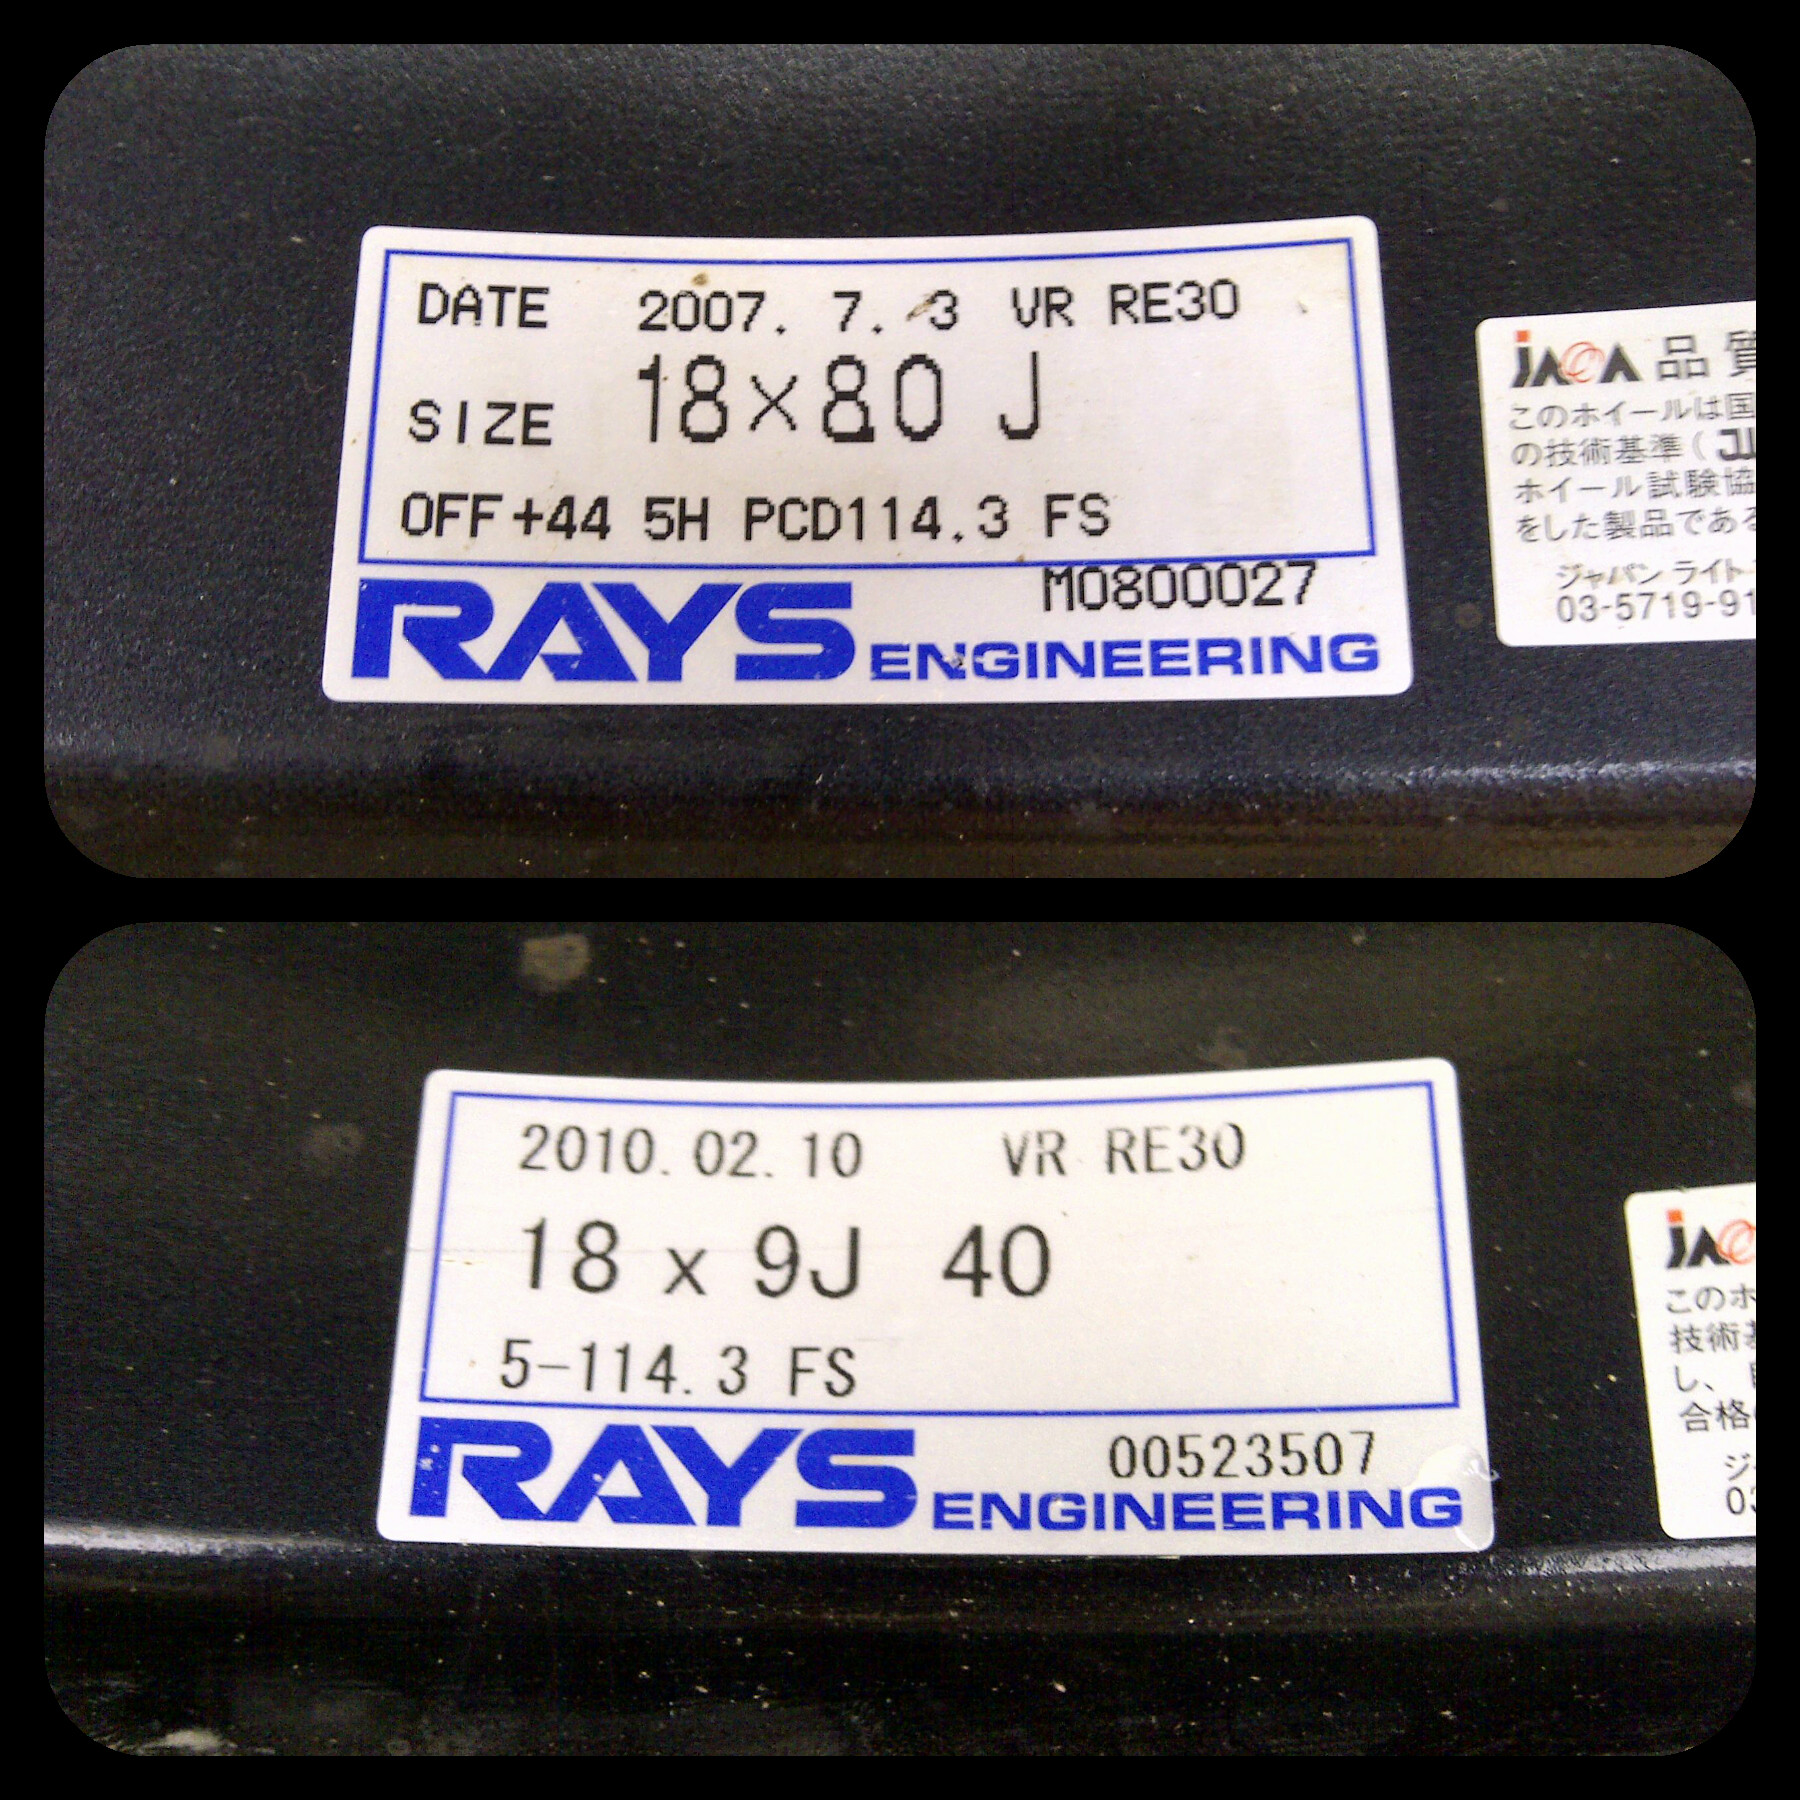 DATE 2007. 7. 3 VR RE30
SIZE 18×8.0 J
OFF+44 5H PCD114.3 FS
M0800027
RAYS ENGINEERING
JAWA 品質
このホイールは国
の技術基準(JW
ホイール試験協
をした製品である
ジャパン ライト
03-5719-91
2010.02.10 VR RE30
18 x 9J 40
5-114.3 FS
00523507
RAYS ENGINEERING
このホ
技術基
し、
合格
ジ
03